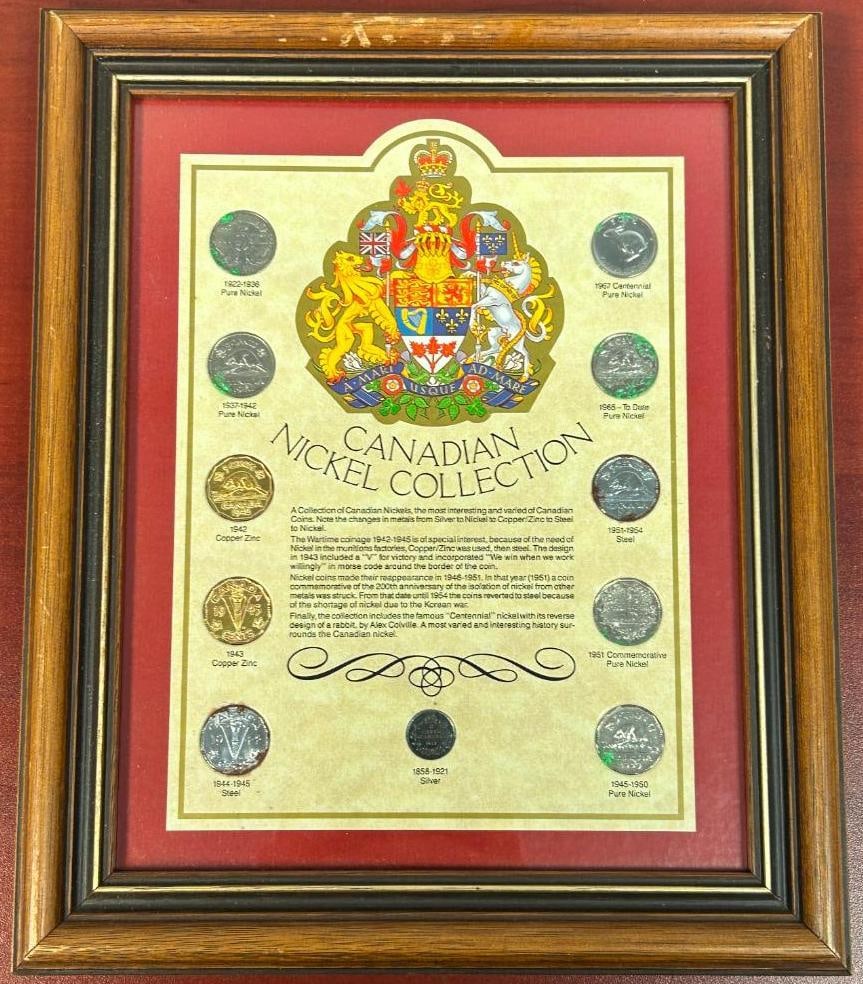 A·MARI
USQUE
AD·MARE
CANADIAN
NICKEL COLLECTION
A Collection of Canadian Nickels, the most interesting and varied of Canadian
Coins. Note the changes in metals from Silver to Nickel to Copper/Zinc to Steel
to Nickel.
The Wartime coinage 1942-1945 is of special interest, because of the need of
Nickel in the munitions factories, Copper/Zinc was used, then steel. The design
in 1943 included a "V" for victory and incorporated "We win when we work
willingly" in morse code around the border of the coin.
Nickel coins made their reappearance in 1946-1951. In that year (1951) a coin
commemorative of the 200th anniversary of the isolation of nickel from other
metals was struck. From that date until 1954 the coins reverted to steel because
of the shortage of nickel due to the Korean war.
Finally, the collection includes the famous "Centennial" nickel with its reverse
design of a rabbit, by Alex Colville. A most varied and interesting history sur-
rounds the Canadian nickel.
1922-1936
Pure Nickel
1937-1942
Pure Nickel
5 CENTS
1942
Copper Zinc
1943
Copper Zinc
V
1944-1945
Steel
1858-1921
Silver
1967 Centennial
Pure Nickel
1965-To Date
Pure Nickel
1951-1954
Steel
1951 Commemorative
Pure Nickel
1945-1950
Pure Nickel